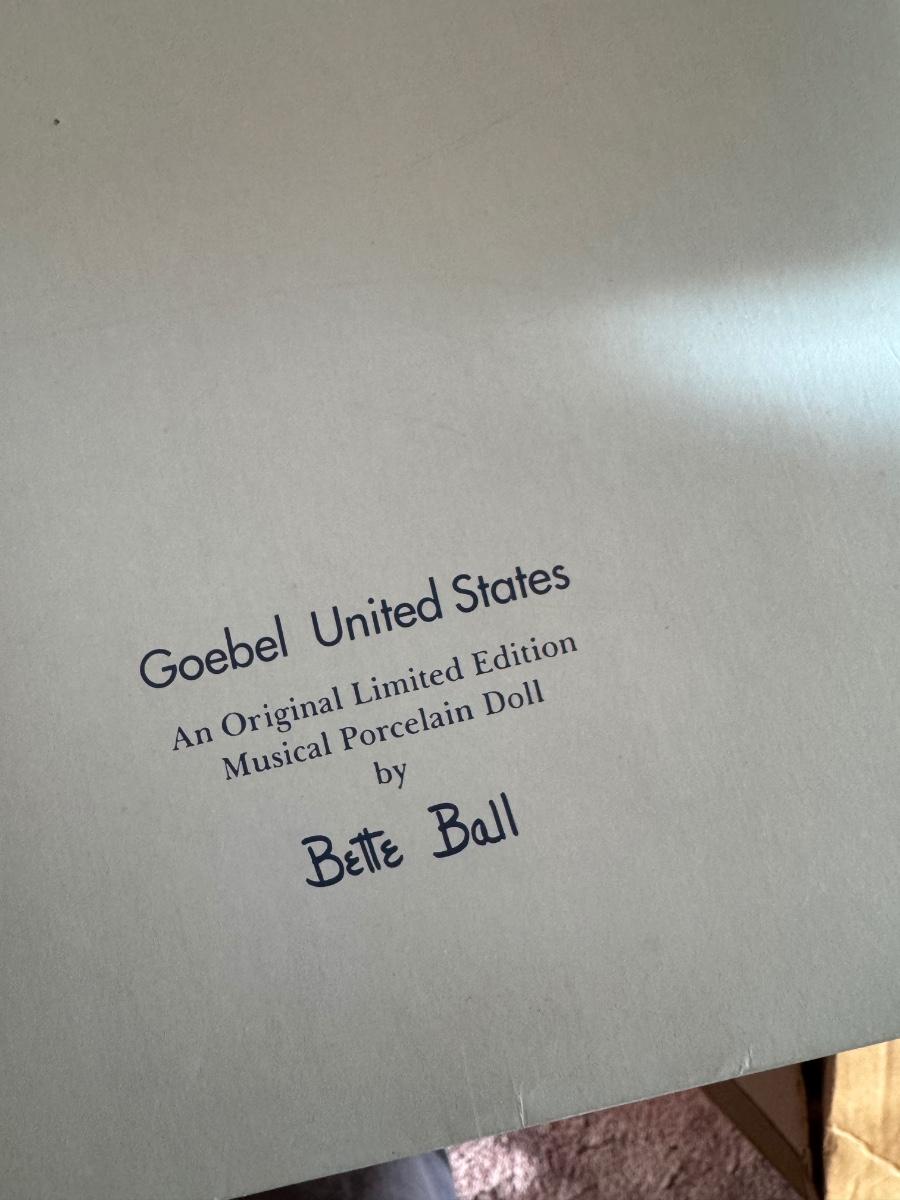 Goebel United States
An Original Limited Edition
Musical Porcelain Doll
by
Bette Ball